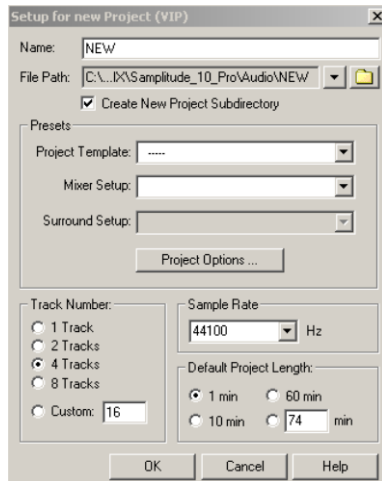 Setup for new Project (VIP)
Name: NEW
File Path: C:\...IX\Samplitude_10_Pro\Audio\NEW
Create New Project Subdirectory
Presets
Project Template: -----
Mixer Setup:
Surround Setup:
Project Options ...
Track Number:
1 Track
2 Tracks
4 Tracks
8 Tracks
Custom: 16
Sample Rate
44100 Hz
Default Project Length:
1 min 60 min
10 min 74 min
OK Cancel Help